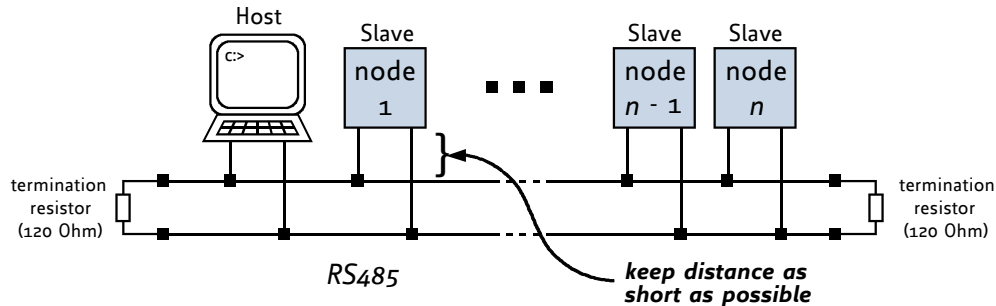 Host
c:>
Slave
node
1
Slave
node
n - 1
Slave
node
n
termination
resistor
(120 Ohm)
termination
resistor
(120 Ohm)
RS485
keep distance as
short as possible